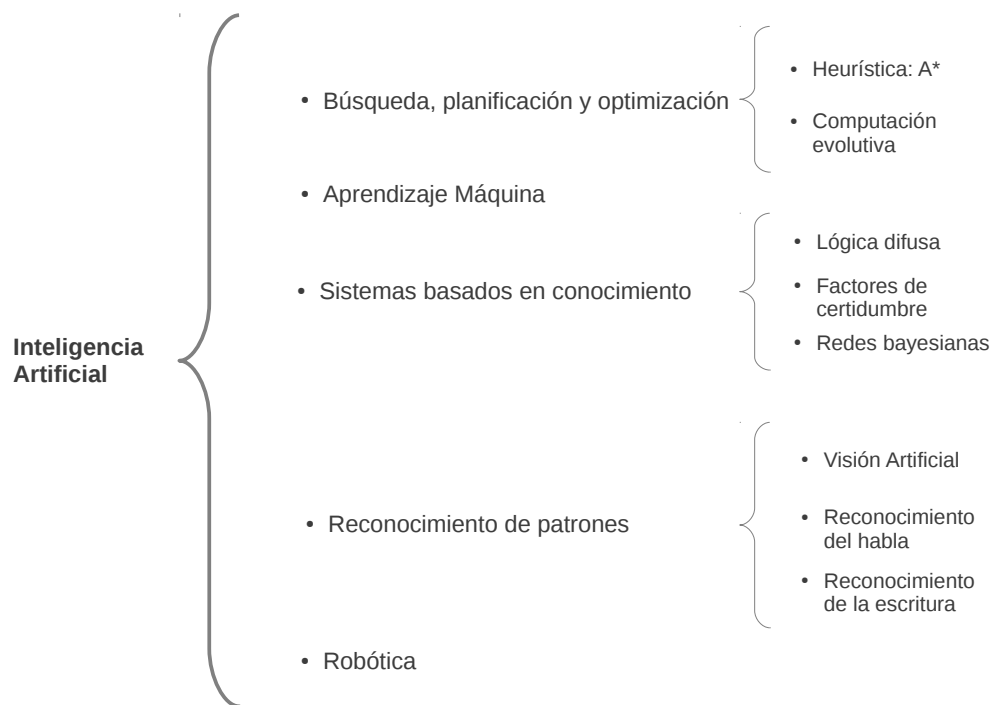 Inteligencia
Artificial
• Búsqueda, planificación y optimización
• Heurística: A*
• Computación
evolutiva
• Aprendizaje Máquina
• Sistemas basados en conocimiento
• Lógica difusa
• Factores de
certidumbre
• Redes bayesianas
• Reconocimiento de patrones
• Visión Artificial
• Reconocimiento
del habla
• Reconocimiento
de la escritura
• Robótica